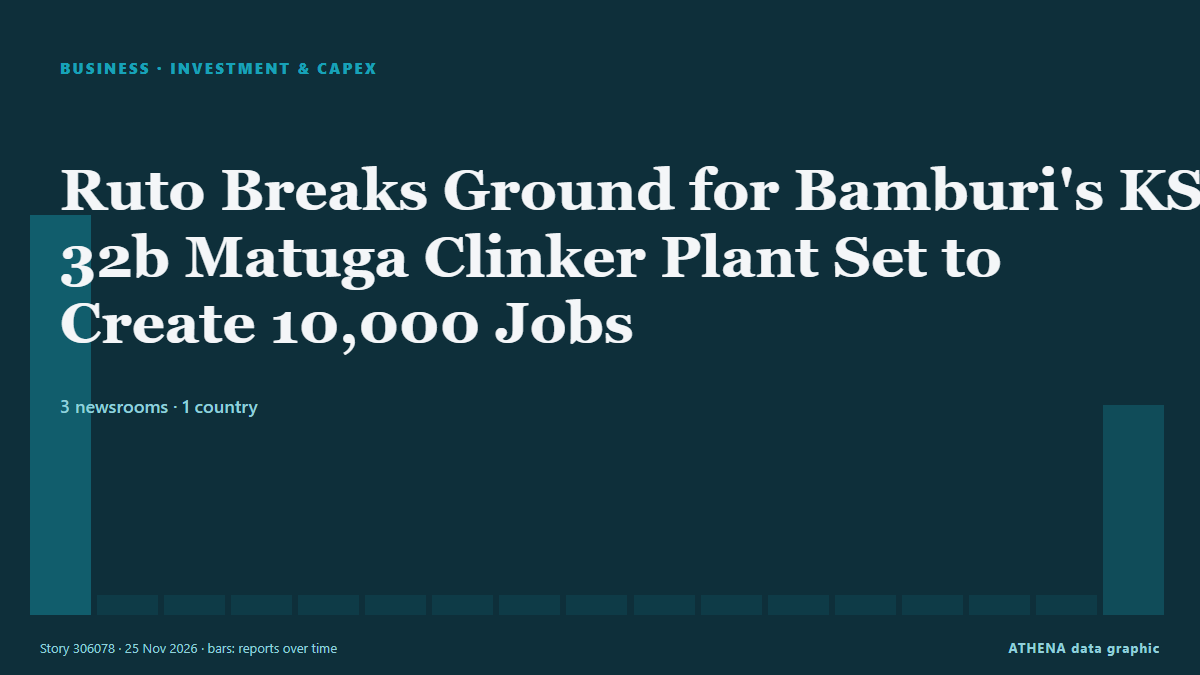 BUSINESS · INVESTMENT & CAPEX
Ruto Breaks Ground for Bamburi's KS
32b Matuga Clinker Plant Set to
Create 10,000 Jobs
3 newsrooms · 1 country
Story 306078 · 25 Nov 2026 · bars: reports over time
ATHENA data graphic